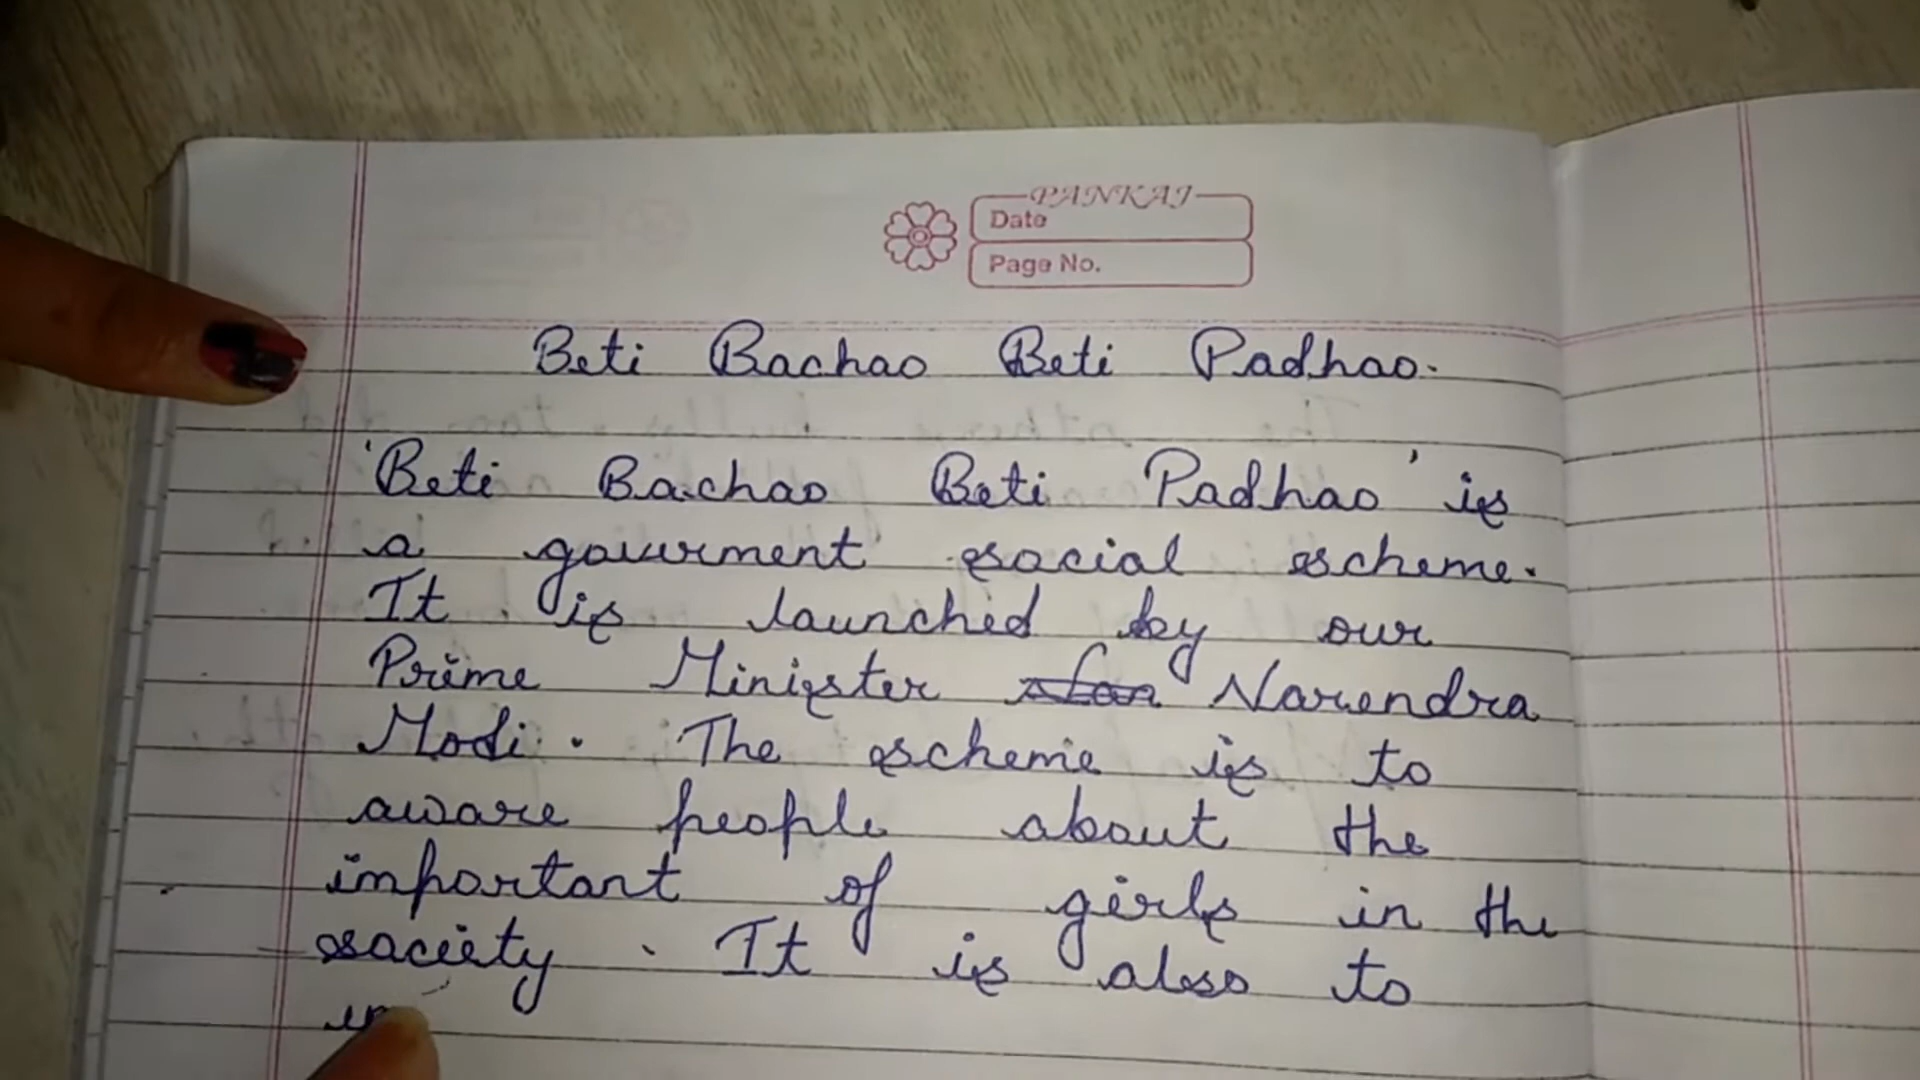 PANKAJ
Date
Page No.
Beti Bachao Beti Padhao.
'Beti Bachao Beti Padhao' is
a gouvrment social scheme.
It is launched by our
Prime Minister Narendra
Modi. The scheme is to
aware people about the
important of girls in the
society. It is also to